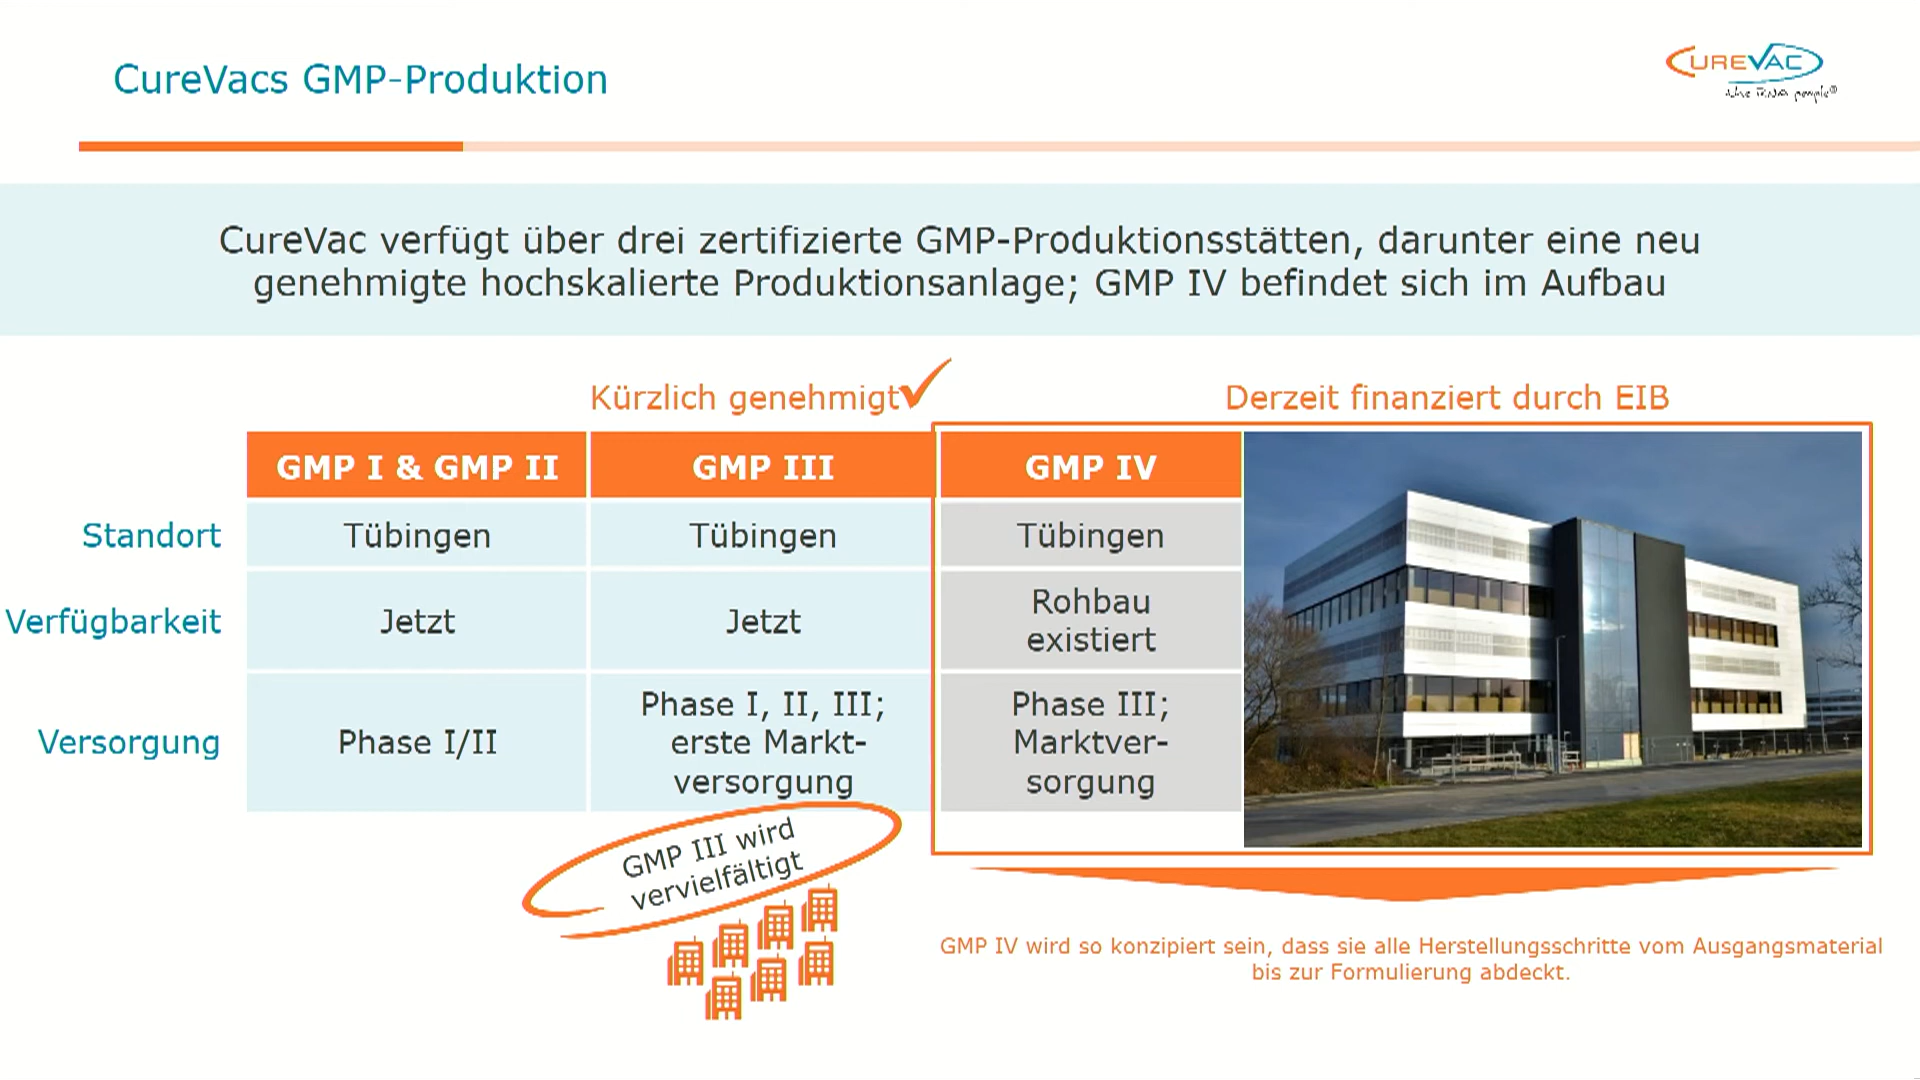 CureVacs GMP-Produktion
CUREVAC
the RNA people®
CureVac verfügt über drei zertifizierte GMP-Produktionsstätten, darunter eine neu
genehmigte hochskalierte Produktionsanlage; GMP IV befindet sich im Aufbau
Kürzlich genehmigt
Derzeit finanziert durch EIB
GMP I & GMP II
GMP III
GMP IV
Standort
Tübingen
Tübingen
Tübingen
Verfügbarkeit
Jetzt
Jetzt
Rohbau
existiert
Versorgung
Phase I/II
Phase I, II, III;
erste Markt-
versorgung
Phase III;
Marktver-
sorgung
GMP III wird
vervielfältigt
GMP IV wird so konzipiert sein, dass sie alle Herstellungsschritte vom Ausgangsmaterial
bis zur Formulierung abdeckt.